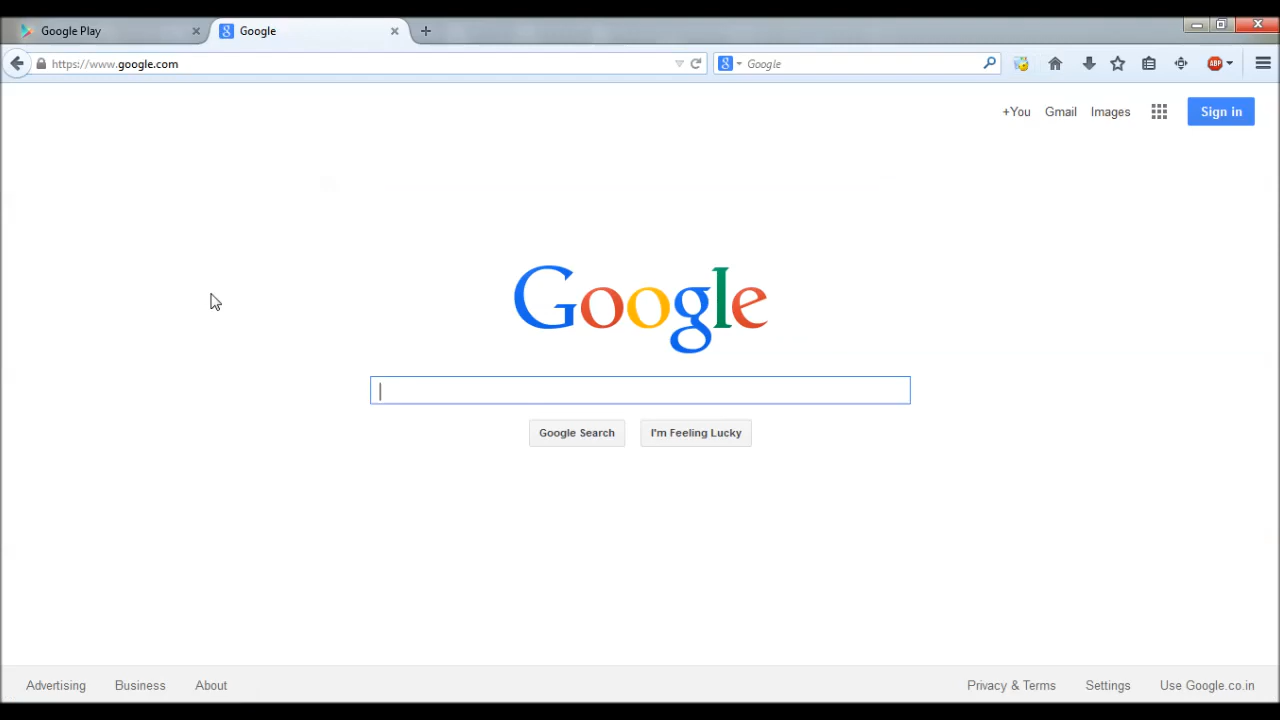 Google Play
Google
https://www.google.com
Google
ABP
+You Gmail Images Sign in
Google
Google Search I'm Feeling Lucky
Advertising Business About Privacy & Terms Settings Use Google.co.in